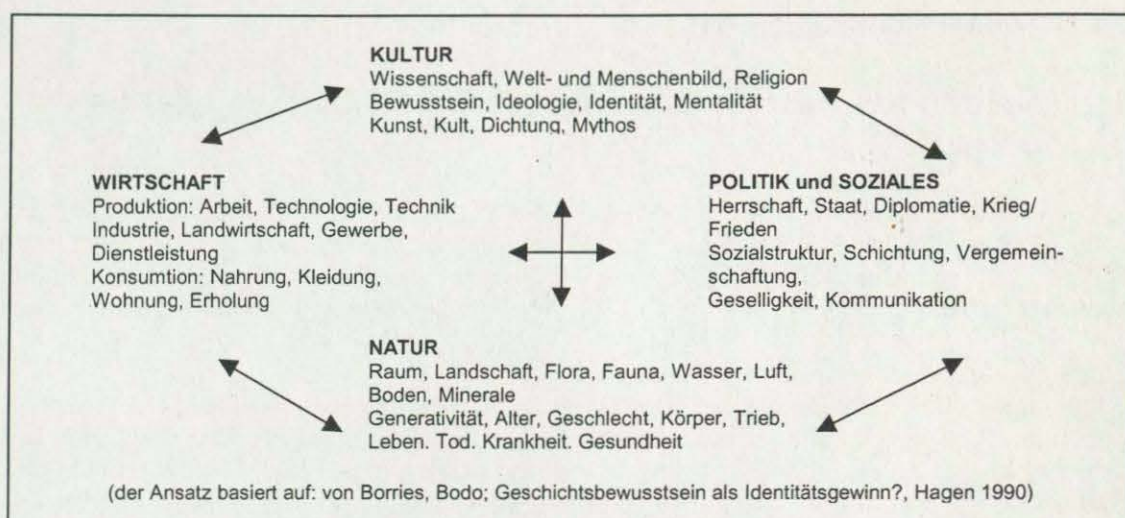 KULTUR
Wissenschaft, Welt- und Menschenbild, Religion
Bewusstsein, Ideologie, Identität, Mentalität
Kunst, Kult, Dichtung, Mythos
WIRTSCHAFT
Produktion: Arbeit, Technologie, Technik
Industrie, Landwirtschaft, Gewerbe,
Dienstleistung
Konsumtion: Nahrung, Kleidung,
Wohnung, Erholung
POLITIK und SOZIALES
Herrschaft, Staat, Diplomatie, Krieg/
Frieden
Sozialstruktur, Schichtung, Vergemein-
schaftung,
Geselligkeit, Kommunikation
NATUR
Raum, Landschaft, Flora, Fauna, Wasser, Luft,
Boden, Minerale
Generativität, Alter, Geschlecht, Körper, Trieb,
Leben. Tod. Krankheit. Gesundheit
(der Ansatz basiert auf: von Borries, Bodo; Geschichtsbewusstsein als Identitätsgewinn?, Hagen 1990)